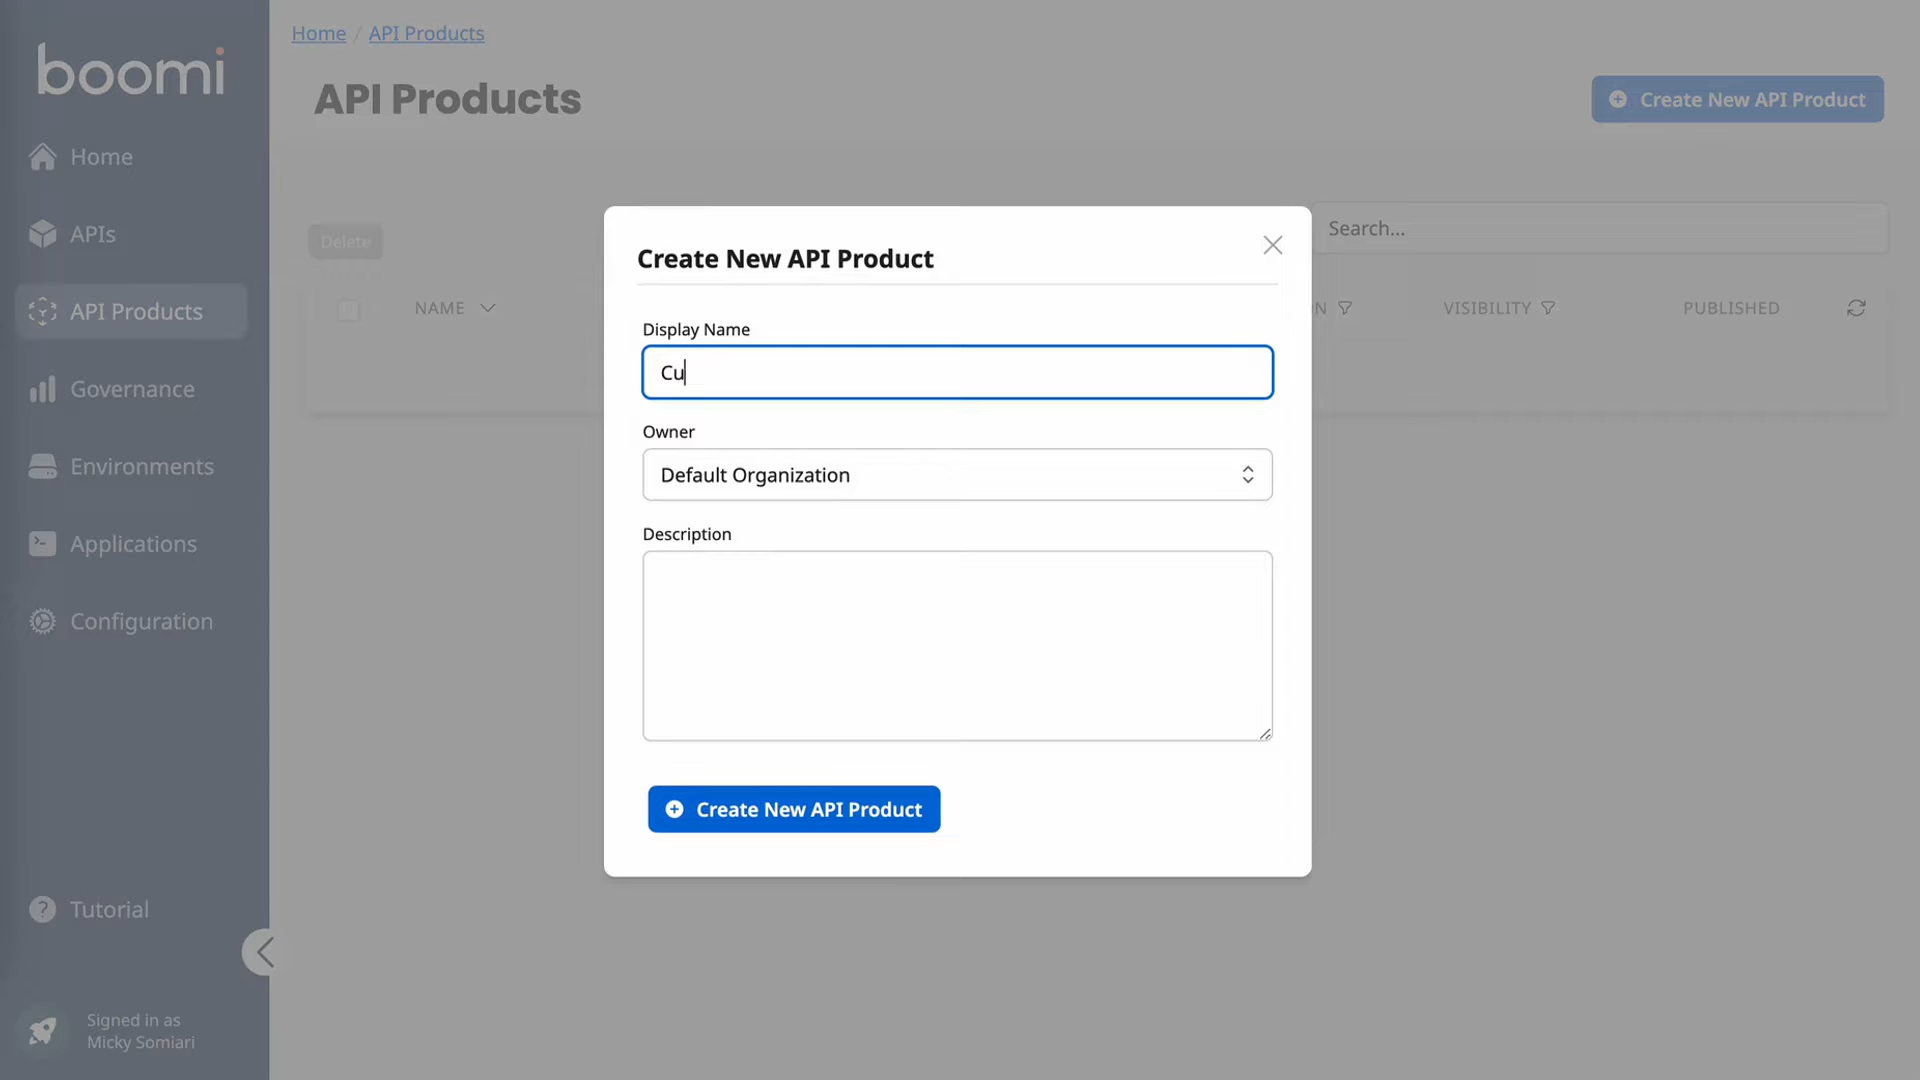 boomi
Home
APIs
API Products
Governance
Environments
Applications
Configuration
Tutorial
Signed in as
Micky Somiari
Home / API Products
API Products
Create New API Product
Delete
Search...
NAME
N
VISIBILITY
PUBLISHED
Create New API Product
Display Name
Cu
Owner
Default Organization
Description
Create New API Product